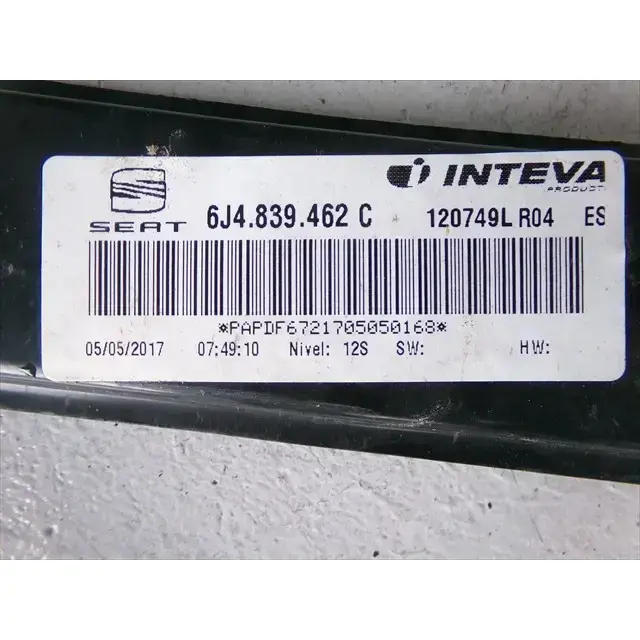 INTEVA
PRODUCTS
SEAT 6J4.839.462 C 120749L R04 ES
*PAPDF6721705050168*
05/05/2017 07:49:10 Nivel: 12S SW: HW: